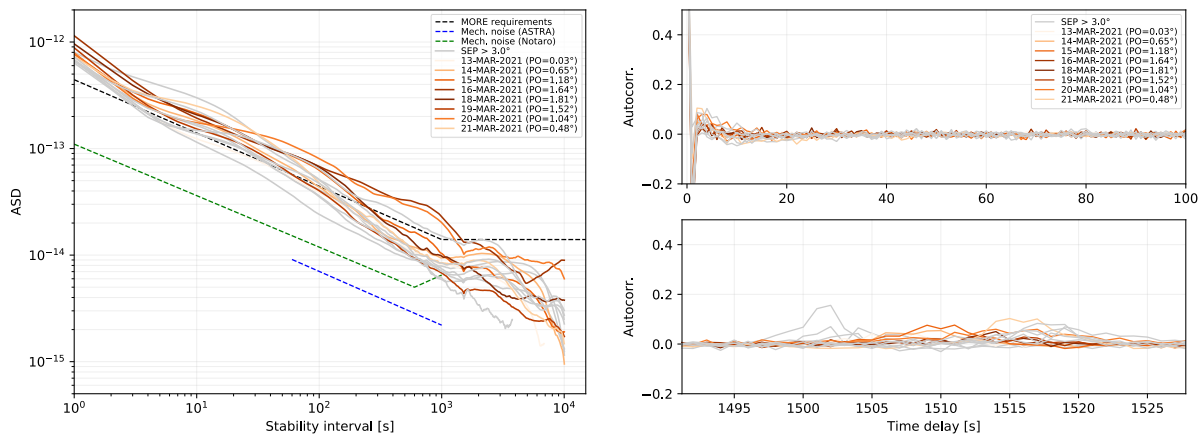 10⁻¹²
10⁻¹³
10⁻¹⁴
10⁻¹⁵
ASD
10⁰
10¹
10²
10³
10⁴
Stability interval [s]
MORE requirements
Mech. noise (ASTRA)
Mech. noise (Notaro)
SEP > 3.0°
13-MAR-2021 (PO=0.03°)
14-MAR-2021 (PO=0.65°)
15-MAR-2021 (PO=1.18°)
16-MAR-2021 (PO=1.64°)
18-MAR-2021 (PO=1.81°)
19-MAR-2021 (PO=1.52°)
20-MAR-2021 (PO=1.04°)
21-MAR-2021 (PO=0.48°)
0.4
0.2
0.0
−0.2
Autocorr.
0
20
40
60
80
100
SEP > 3.0°
13-MAR-2021 (PO=0.03°)
14-MAR-2021 (PO=0.65°)
15-MAR-2021 (PO=1.18°)
16-MAR-2021 (PO=1.64°)
18-MAR-2021 (PO=1.81°)
19-MAR-2021 (PO=1.52°)
20-MAR-2021 (PO=1.04°)
21-MAR-2021 (PO=0.48°)
0.4
0.2
0.0
−0.2
Autocorr.
1495
1500
1505
1510
1515
1520
1525
Time delay [s]